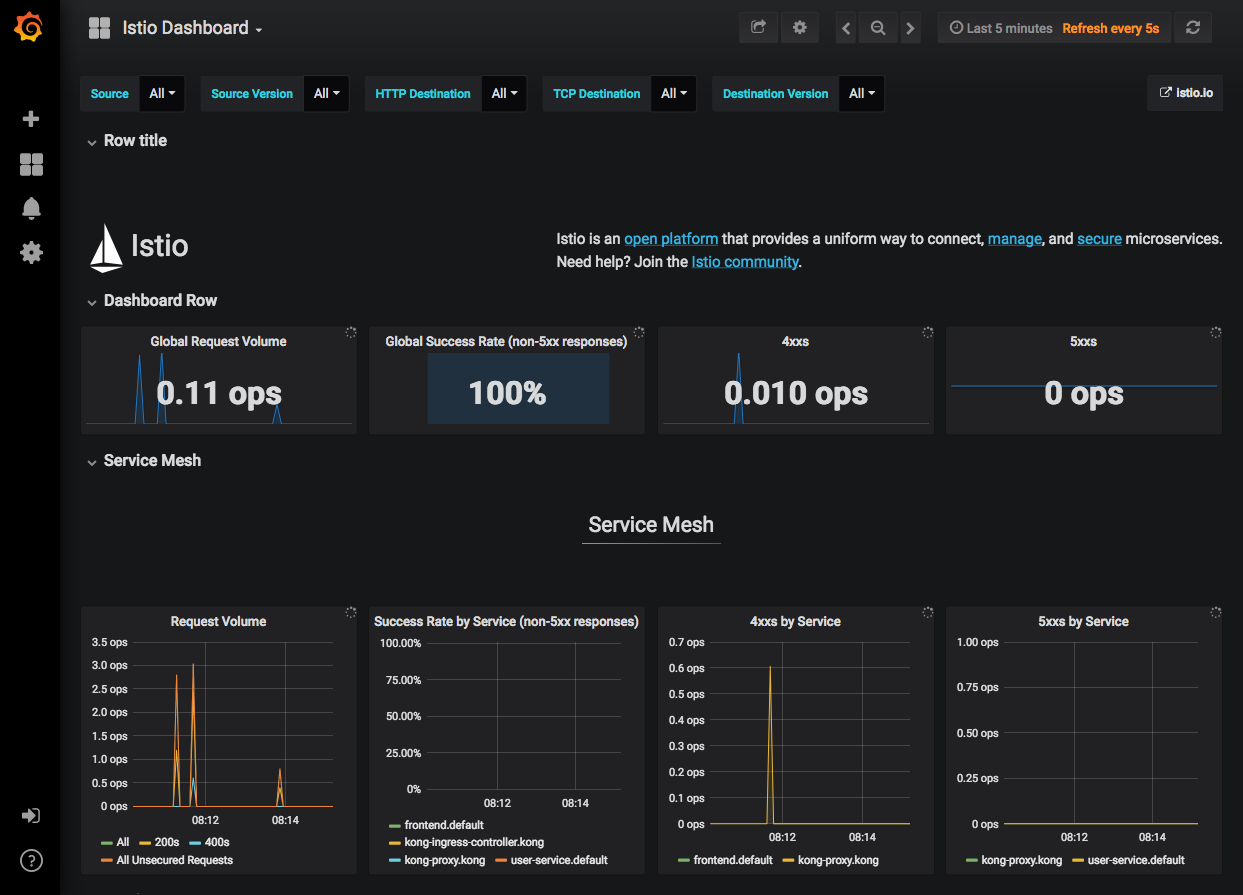 Istio Dashboard
Last 5 minutes Refresh every 5s
Source All Source Version All HTTP Destination All TCP Destination All Destination Version All istio.io
Row title
Istio
Istio is an open platform that provides a uniform way to connect, manage, and secure microservices.
Need help? Join the Istio community.
Dashboard Row
Global Request Volume
0.11 ops
Global Success Rate (non-5xx responses)
100%
4xxs
0.010 ops
5xxs
0 ops
Service Mesh
Service Mesh
Request Volume
3.5 ops
3.0 ops
2.5 ops
2.0 ops
1.5 ops
1.0 ops
0.5 ops
0 ops
08:12 08:14
All 200s 400s
All Unsecured Requests
Success Rate by Service (non-5xx responses)
100.00%
75.00%
50.00%
25.00%
0%
08:12 08:14
frontend.default
kong-ingress-controller.kong
kong-proxy.kong user-service.default
4xxs by Service
0.7 ops
0.6 ops
0.5 ops
0.4 ops
0.3 ops
0.2 ops
0.1 ops
0 ops
08:12 08:14
frontend.default kong-proxy.kong
5xxs by Service
1.00 ops
0.75 ops
0.50 ops
0.25 ops
0 ops
08:12 08:14
kong-proxy.kong user-service.default